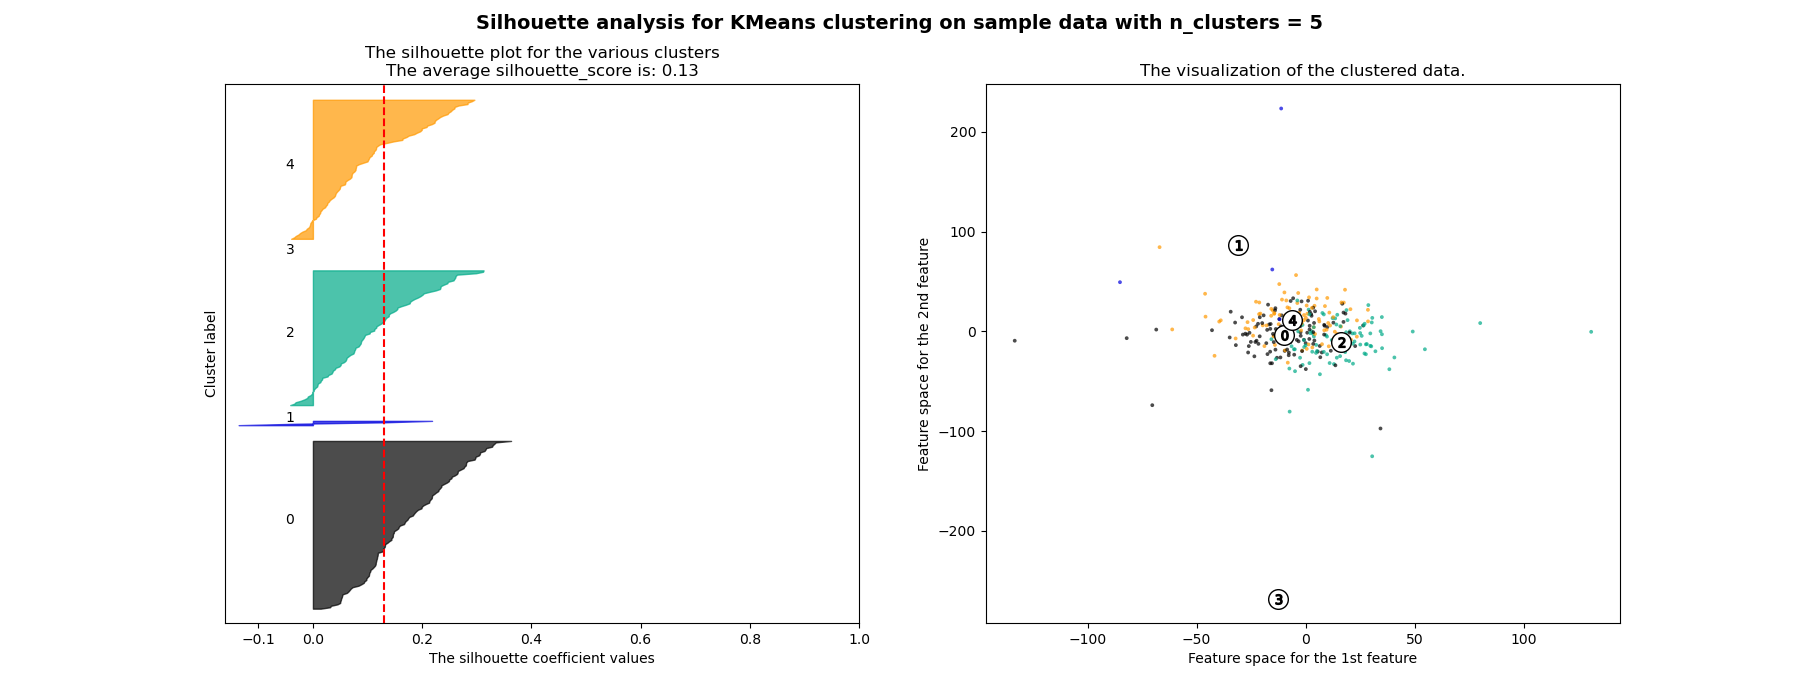 Silhouette analysis for KMeans clustering on sample data with n_clusters = 5
The silhouette plot for the various clusters
The average silhouette_score is: 0.13
4
3
2
1
0
Cluster label
−0.1 0.0 0.2 0.4 0.6 0.8 1.0
The silhouette coefficient values
The visualization of the clustered data.
200
100
0
−100
−200
Feature space for the 2nd feature
1
4
0
2
3
−100 −50 0 50 100
Feature space for the 1st feature